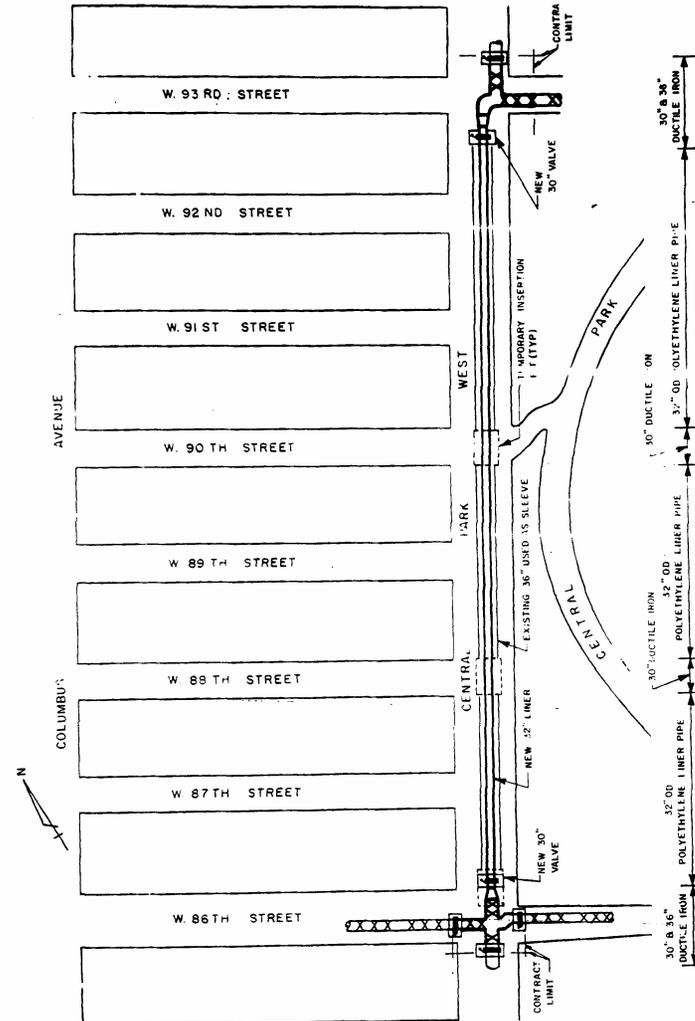 CONTRA
LIMIT
W. 93 RD. STREET
30" & 36"
DUCTILE IRON
NEW
30" VALVE
W. 92 ND STREET
W. 91 ST STREET
WEST
INSERTION
(TYP)
PARK
32" OD
LINER PIPE
AVENUE
W. 90 TH STREET
30" DUCTILE
PARK
EXISTING 36" USED AS SLEEVE
W 89 TH STREET
32" OD
POLYETHYLENE LINER PIPE
CENTRAL
30" DUCTILE IRON
W. 88 TH STREET
CENTRAL
COLUMBUS
NEW 32" LINER
N
W. 87 TH STREET
32" OD
POLYETHYLENE LINER PIPE
NEW 30"
VALVE
W. 86 TH STREET
30" & 36"
DUCTILE IRON
CONTRACT
LIMIT